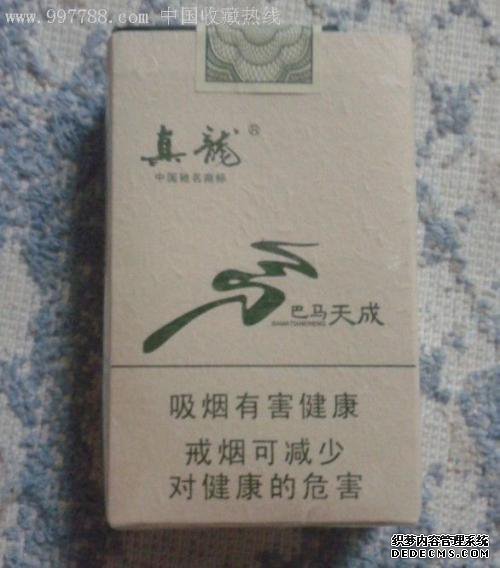 www.997788.com 中国收藏热线
真龙®
中国驰名商标
巴马天成
BAMATIANCHENG
吸烟有害健康
戒烟可减少
对健康的危害
织梦内容管理系统
DEDECMS.COM